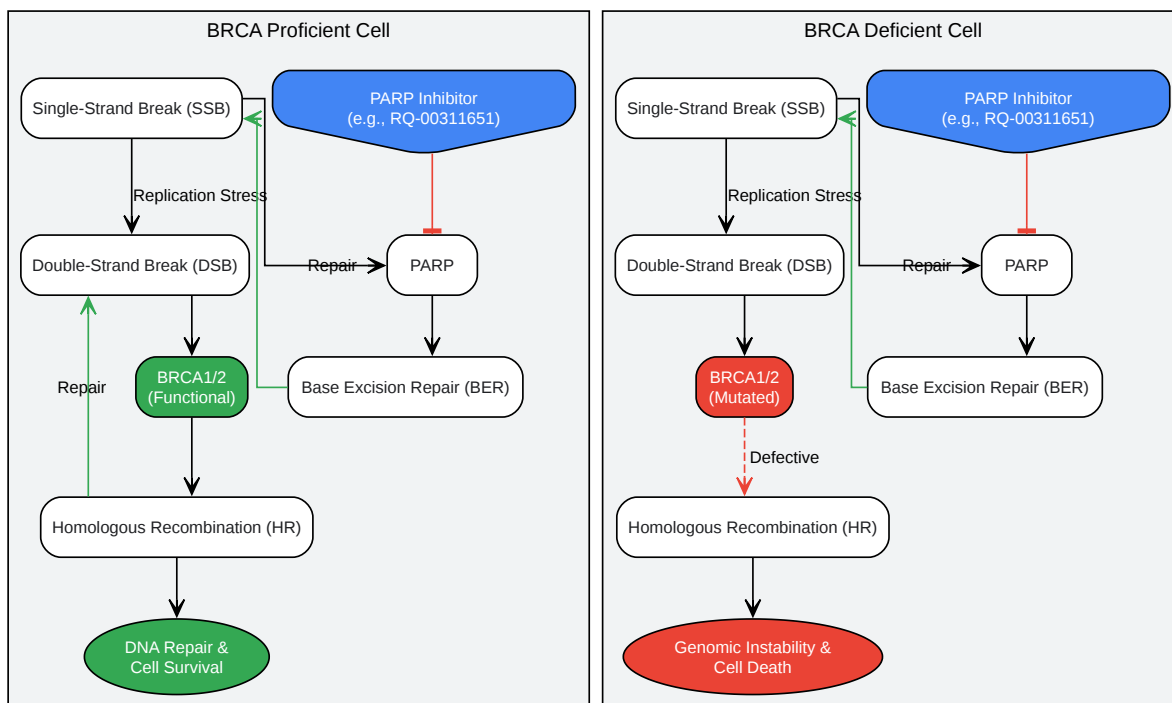 BRCA Proficient Cell
Single-Strand Break (SSB)
PARP Inhibitor
(e.g., RQ-00311651)
Replication Stress
Double-Strand Break (DSB)
Repair
PARP
Repair
BRCA1/2
(Functional)
Base Excision Repair (BER)
Homologous Recombination (HR)
DNA Repair &
Cell Survival
BRCA Deficient Cell
Single-Strand Break (SSB)
PARP Inhibitor
(e.g., RQ-00311651)
Replication Stress
Double-Strand Break (DSB)
Repair
PARP
BRCA1/2
(Mutated)
Base Excision Repair (BER)
Defective
Homologous Recombination (HR)
Genomic Instability &
Cell Death